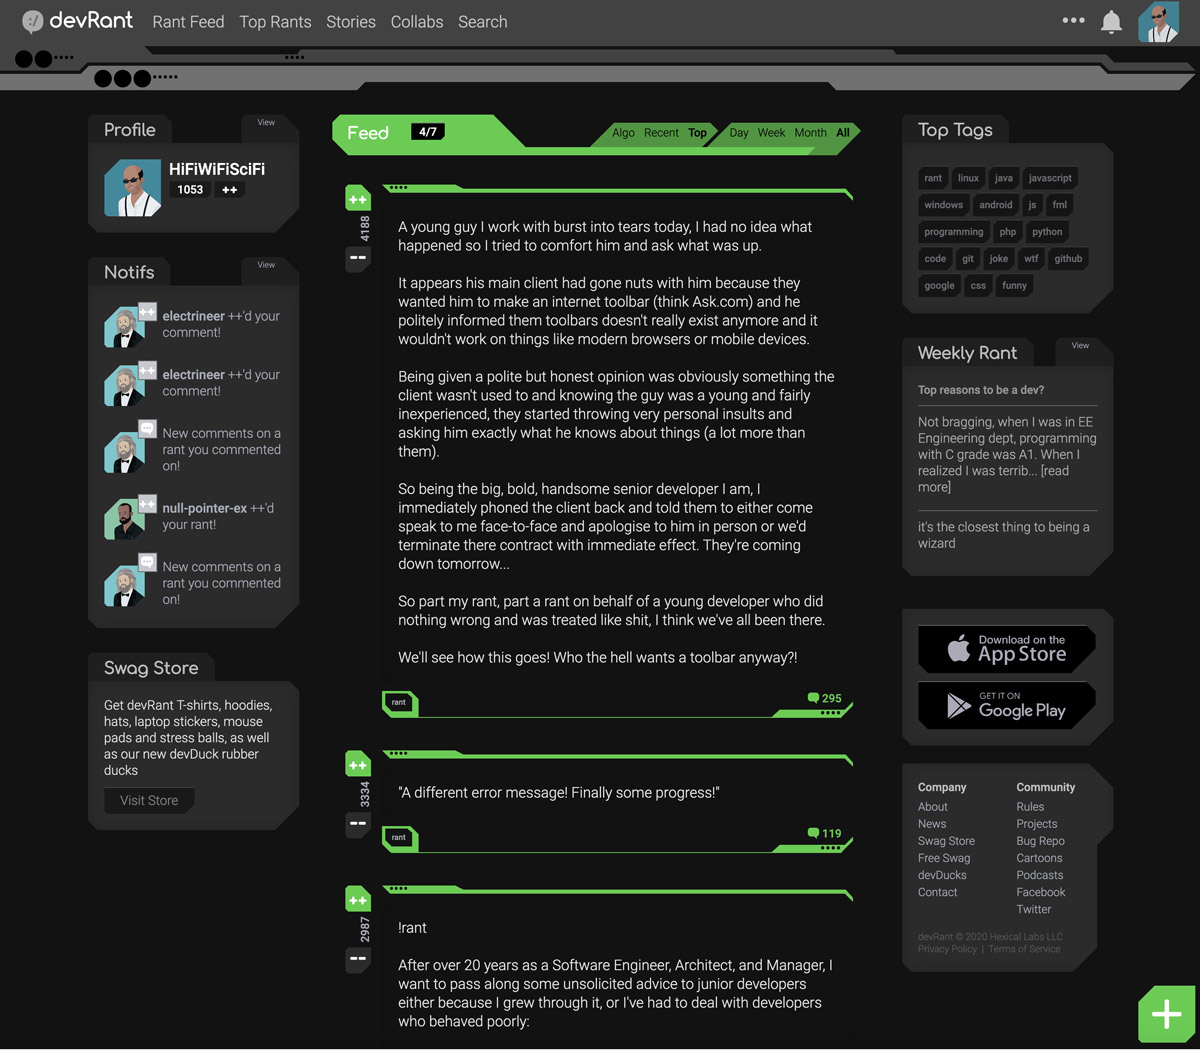 devRant Rant Feed Top Rants Stories Collabs Search
Profile
View
HiFiWiFiSciFi
1053 ++
Notifs
View
++
electrineer ++'d your
comment!
++
electrineer ++'d your
comment!
New comments on a
rant you commented
on!
++
null-pointer-ex ++'d
your rant!
New comments on a
rant you commented
on!
Swag Store
Get devRant T-shirts, hoodies,
hats, laptop stickers, mouse
pads and stress balls, as well
as our new devDuck rubber
ducks
Visit Store
Feed 4/7
Algo Recent Top Day Week Month All
++
4188
--
A young guy I work with burst into tears today, I had no idea what
happened so I tried to comfort him and ask what was up.
It appears his main client had gone nuts with him because they
wanted him to make an internet toolbar (think Ask.com) and he
politely informed them toolbars doesn't really exist anymore and it
wouldn't work on things like modern browsers or mobile devices.
Being given a polite but honest opinion was obviously something the
client wasn't used to and knowing the guy was a young and fairly
inexperienced, they started throwing very personal insults and
asking him exactly what he knows about things (a lot more than
them).
So being the big, bold, handsome senior developer I am, I
immediately phoned the client back and told them to either come
speak to me face-to-face and apologise to him in person or we'd
terminate there contract with immediate effect. They're coming
down tomorrow...
So part my rant, part a rant on behalf of a young developer who did
nothing wrong and was treated like shit, I think we've all been there.
We'll see how this goes! Who the hell wants a toolbar anyway?!
rant
295
++
3334
--
"A different error message! Finally some progress!"
rant
119
++
2987
--
!rant
After over 20 years as a Software Engineer, Architect, and Manager, I
want to pass along some unsolicited advice to junior developers
either because I grew through it, or I've had to deal with developers
who behaved poorly:
Top Tags
rant linux java javascript
windows android js fml
programming php python
code git joke wtf github
google css funny
Weekly Rant
View
Top reasons to be a dev?
Not bragging, when I was in EE
Engineering dept, programming
with C grade was A1. When I
realized I was terrib... [read
more]
it's the closest thing to being a
wizard
Download on the
App Store
GET IT ON
Google Play
Company
About
News
Swag Store
Free Swag
devDucks
Contact
Community
Rules
Projects
Bug Repo
Cartoons
Podcasts
Facebook
Twitter
devRant © 2020 Hexical Labs LLC
Privacy Policy | Terms of Service
+